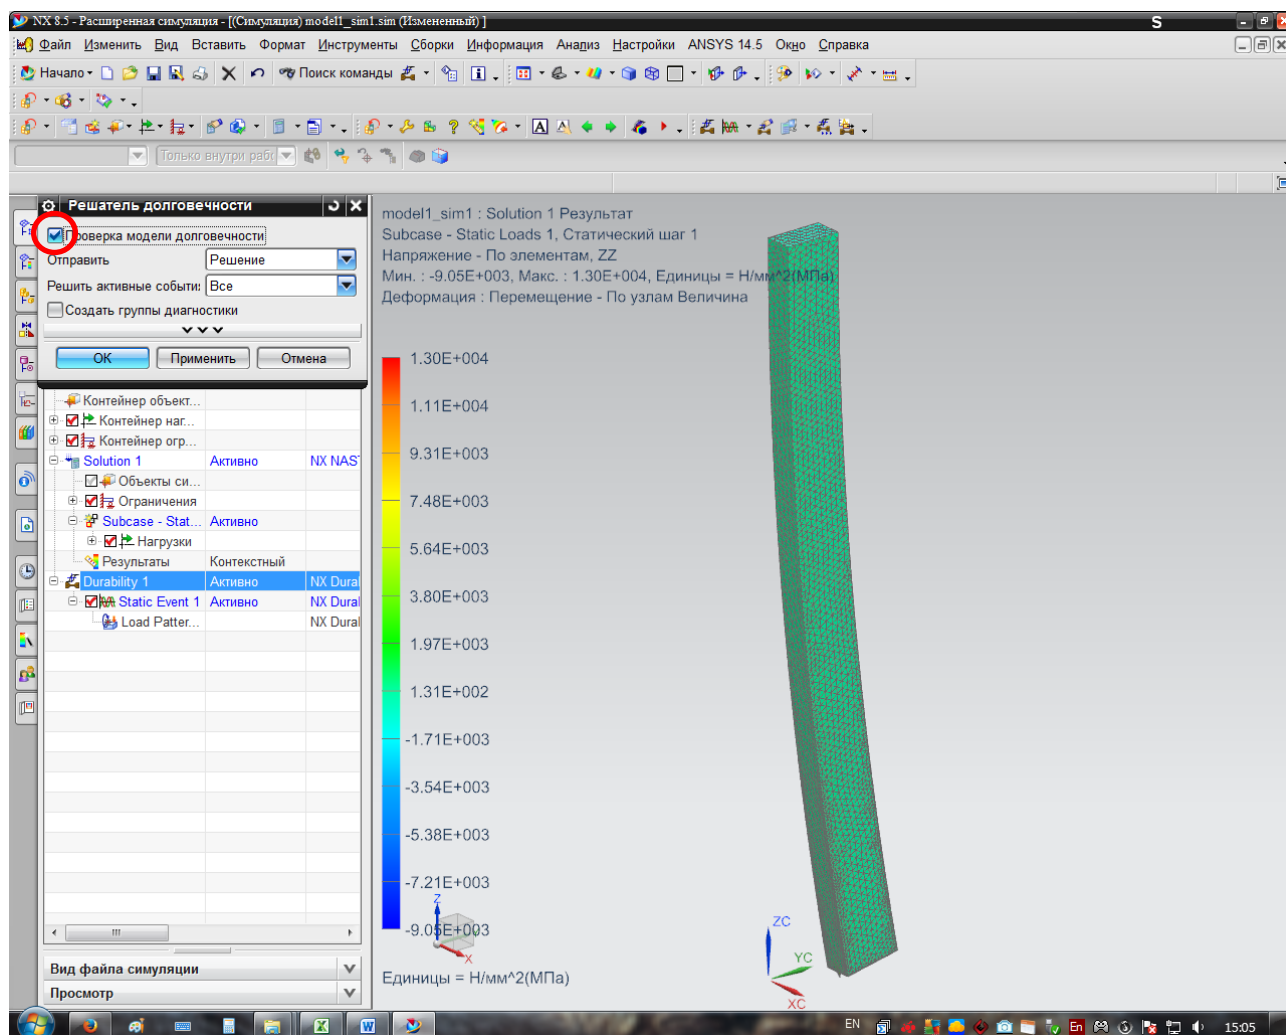 NX 8.5 - Расширенная симуляция - [(Симуляция) modell_sim1.sim (Измененный) ]
S
Файл Изменить Вид Вставить Формат Инструменты Сборки Информация Анализ Настройки ANSYS 14.5 Окно Справка
Начало
Поиск команды
Только внутри рабс
Решатель долговечности
Проверка модели долговечности
Отправить Решение
Решить активные событи: Все
Создать группы диагностики
OK Применить Отмена
Контейнер объект...
Контейнер наг...
Контейнер огр...
Solution 1 Активно NX NAS
Объекты си...
Ограничения
Subcase - Stat... Активно
Нагрузки
Результаты Контекстный
Durability 1 Активно NX Dural
Static Event 1 Активно NX Dural
Load Patter... NX Dural
Вид файла симуляции
Просмотр
model1_sim1 : Solution 1 Результат
Subcase - Static Loads 1, Статический шаг 1
Напряжение - По элементам, ZZ
Мин. : -9.05E+003, Макс. : 1.30E+004, Единицы = Н/мм^2(МПа)
Деформация : Перемещение - По узлам Величина
1.30E+004
1.11E+004
9.31E+003
7.48E+003
5.64E+003
3.80E+003
1.97E+003
1.31E+002
-1.71E+003
-3.54E+003
-5.38E+003
-7.21E+003
-9.05E+003
Единицы = Н/мм^2(МПа)
Z
X
ZC
YC
XC
EN
En
15:05